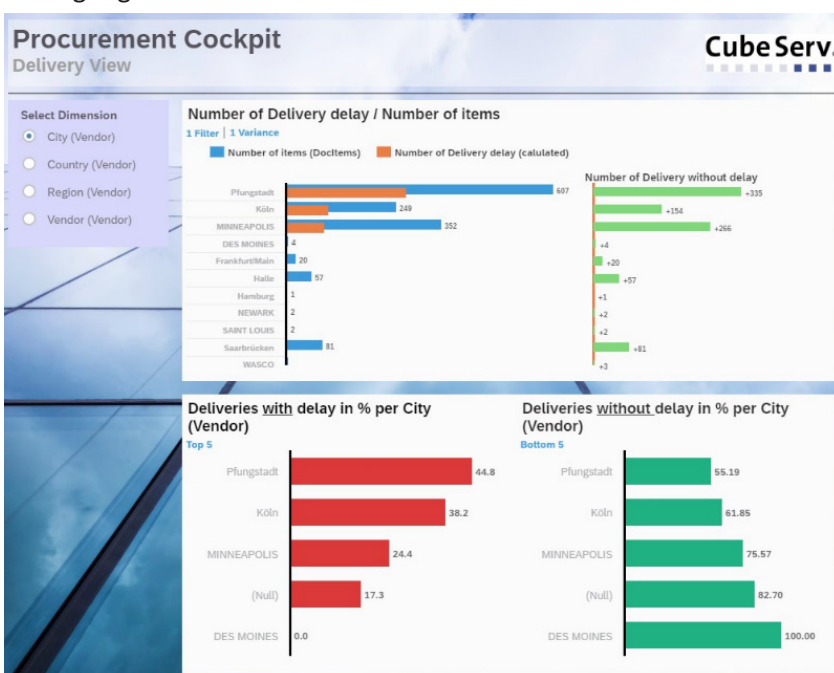 Procurement Cockpit
Delivery View
CubeServ.
Select Dimension
City (Vendor)
Country (Vendor)
Region (Vendor)
Vendor (Vendor)
Number of Delivery delay / Number of items
1 Filter | 1 Variance
Number of items (DocItems) Number of Delivery delay (calulated)
Number of Delivery without delay
Pfungstadt 607 +335
Köln 249 +154
MINNEAPOLIS 352 +266
DES MOINES 4 +4
Frankfurt/Main 20 +20
Halle 57 +57
Hamburg 1 +1
NEWARK 2 +2
SAINT LOUIS 2 +2
Saarbrücken 81 +81
WASCO +3
Deliveries with delay in % per City
(Vendor)
Top 5
Pfungstadt 44.8
Köln 38.2
MINNEAPOLIS 24.4
(Null) 17.3
DES MOINES 0.0
Deliveries without delay in % per City
(Vendor)
Bottom 5
Pfungstadt 55.19
Köln 61.85
MINNEAPOLIS 75.57
(Null) 82.70
DES MOINES 100.00